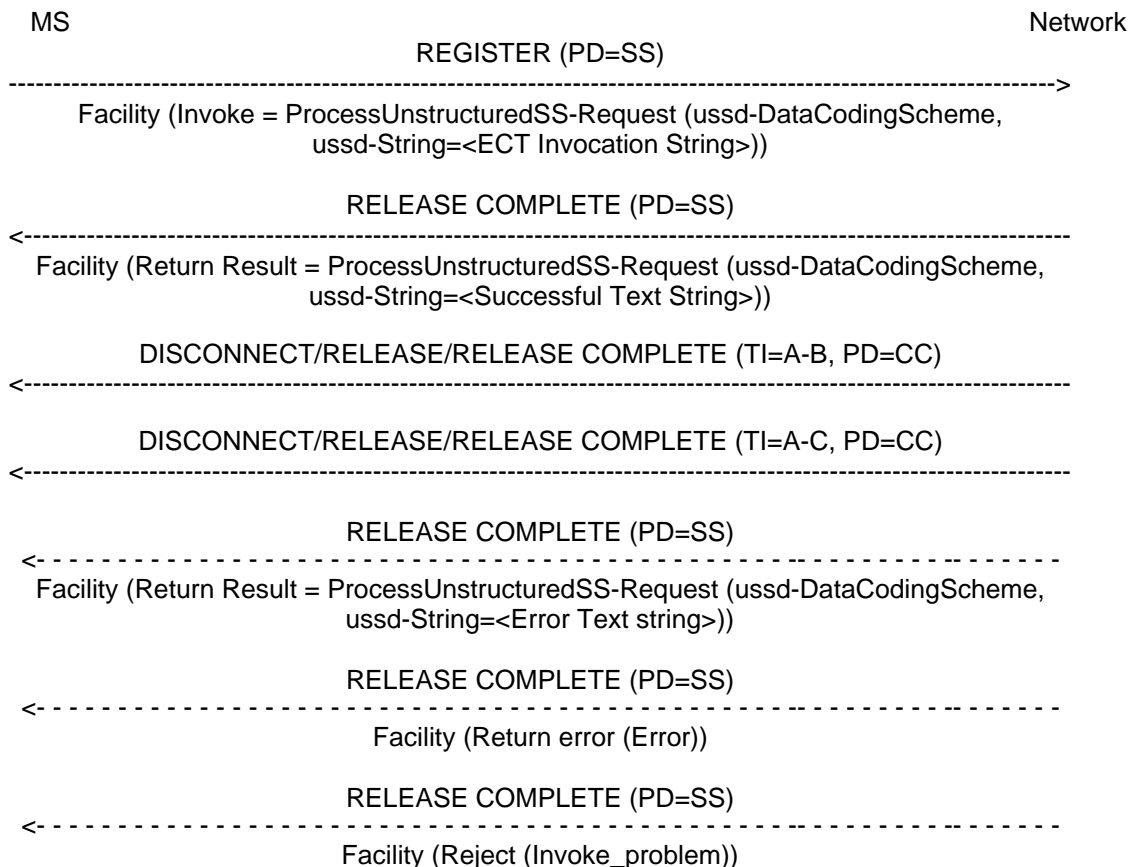 MS Network
REGISTER (PD=SS)
Facility (Invoke = ProcessUnstructuredSS-Request (ussd-DataCodingScheme,
ussd-String=<ECT Invocation String>))
RELEASE COMPLETE (PD=SS)
Facility (Return Result = ProcessUnstructuredSS-Request (ussd-DataCodingScheme,
ussd-String=<Successful Text String>))
DISCONNECT/RELEASE/RELEASE COMPLETE (TI=A-B, PD=CC)
DISCONNECT/RELEASE/RELEASE COMPLETE (TI=A-C, PD=CC)
RELEASE COMPLETE (PD=SS)
Facility (Return Result = ProcessUnstructuredSS-Request (ussd-DataCodingScheme,
ussd-String=<Error Text string>))
RELEASE COMPLETE (PD=SS)
Facility (Return error (Error))
RELEASE COMPLETE (PD=SS)
Facility (Reject (Invoke_problem))